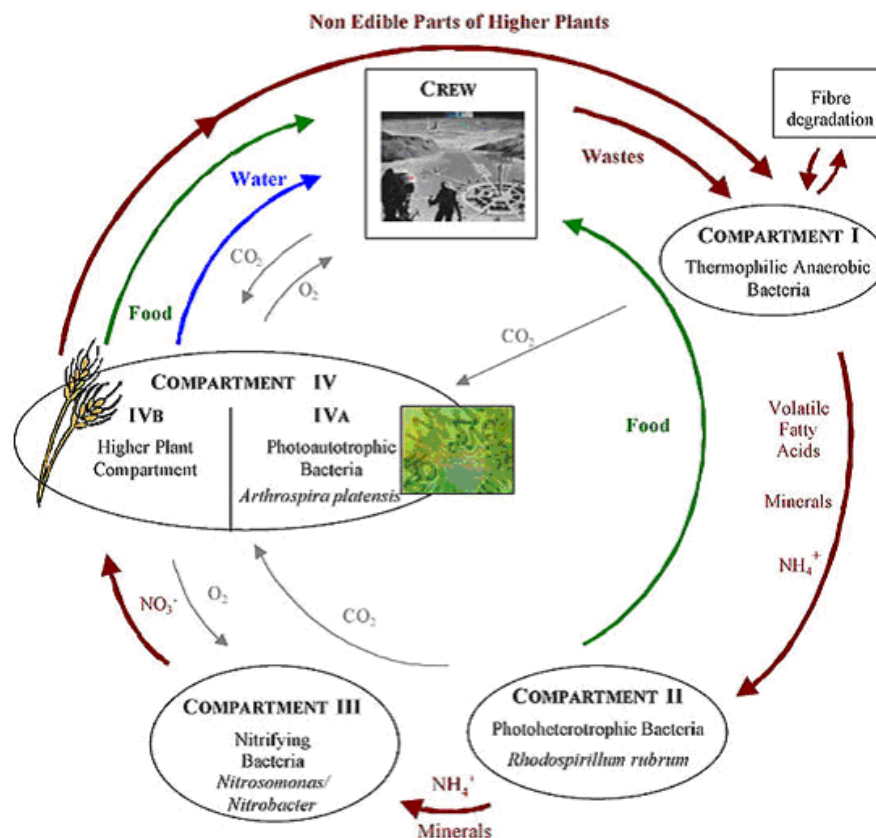 Non Edible Parts of Higher Plants
CREW
Fibre
degradation
Wastes
Water
CO2
O2
COMPARTMENT I
Thermophilic Anaerobic
Bacteria
Food
CO2
COMPARTMENT IV
IVB
Higher Plant
Compartment
IVA
Photoautotrophic
Bacteria
Arthrospira platensis
Food
Volatile
Fatty
Acids
Minerals
NH4+
NO3-
O2
CO2
COMPARTMENT III
Nitrifying
Bacteria
Nitrosomonas/
Nitrobacter
COMPARTMENT II
Photoheterotrophic Bacteria
Rhodospirillum rubrum
NH4+
Minerals